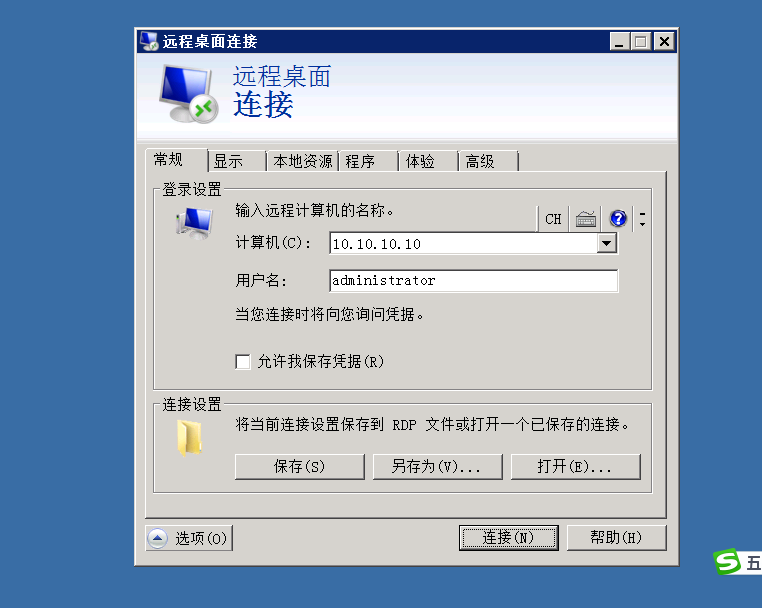 远程桌面连接
远程桌面
连接
常规 显示 本地资源 程序 体验 高级
登录设置
输入远程计算机的名称。
CH
计算机(C): 10.10.10.10
用户名: administrator
当您连接时将向您询问凭据。
允许我保存凭据(R)
连接设置
将当前连接设置保存到 RDP 文件或打开一个已保存的连接。
保存(S) 另存为(V)... 打开(E)...
选项(O) 连接(N) 帮助(H)
五